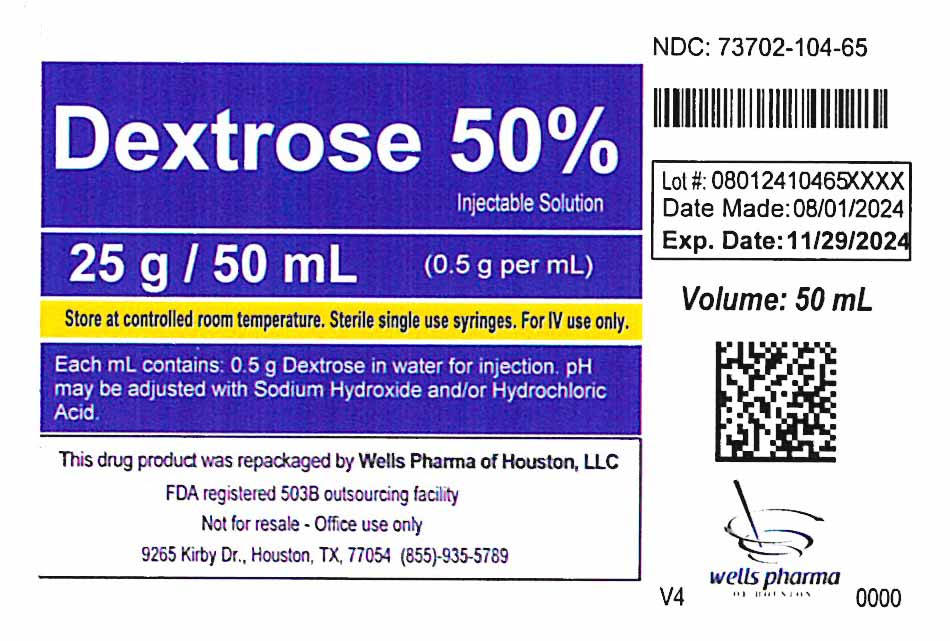 Dextrose 50%
Injectable Solution
25 g / 50 mL (0.5 g per mL)
Store at controlled room temperature. Sterile single use syringes. For IV use only.
Each mL contains: 0.5 g Dextrose in water for injection. pH
may be adjusted with Sodium Hydroxide and/or Hydrochloric
Acid.
This drug product was repackaged by Wells Pharma of Houston, LLC
FDA registered 503B outsourcing facility
Not for resale - Office use only
9265 Kirby Dr., Houston, TX, 77054 (855)-935-5789
NDC: 73702-104-65
Lot #: 08012410465XXXX
Date Made: 08/01/2024
Exp. Date: 11/29/2024
Volume: 50 mL
wells pharma
OF HOUSTON
V4 0000